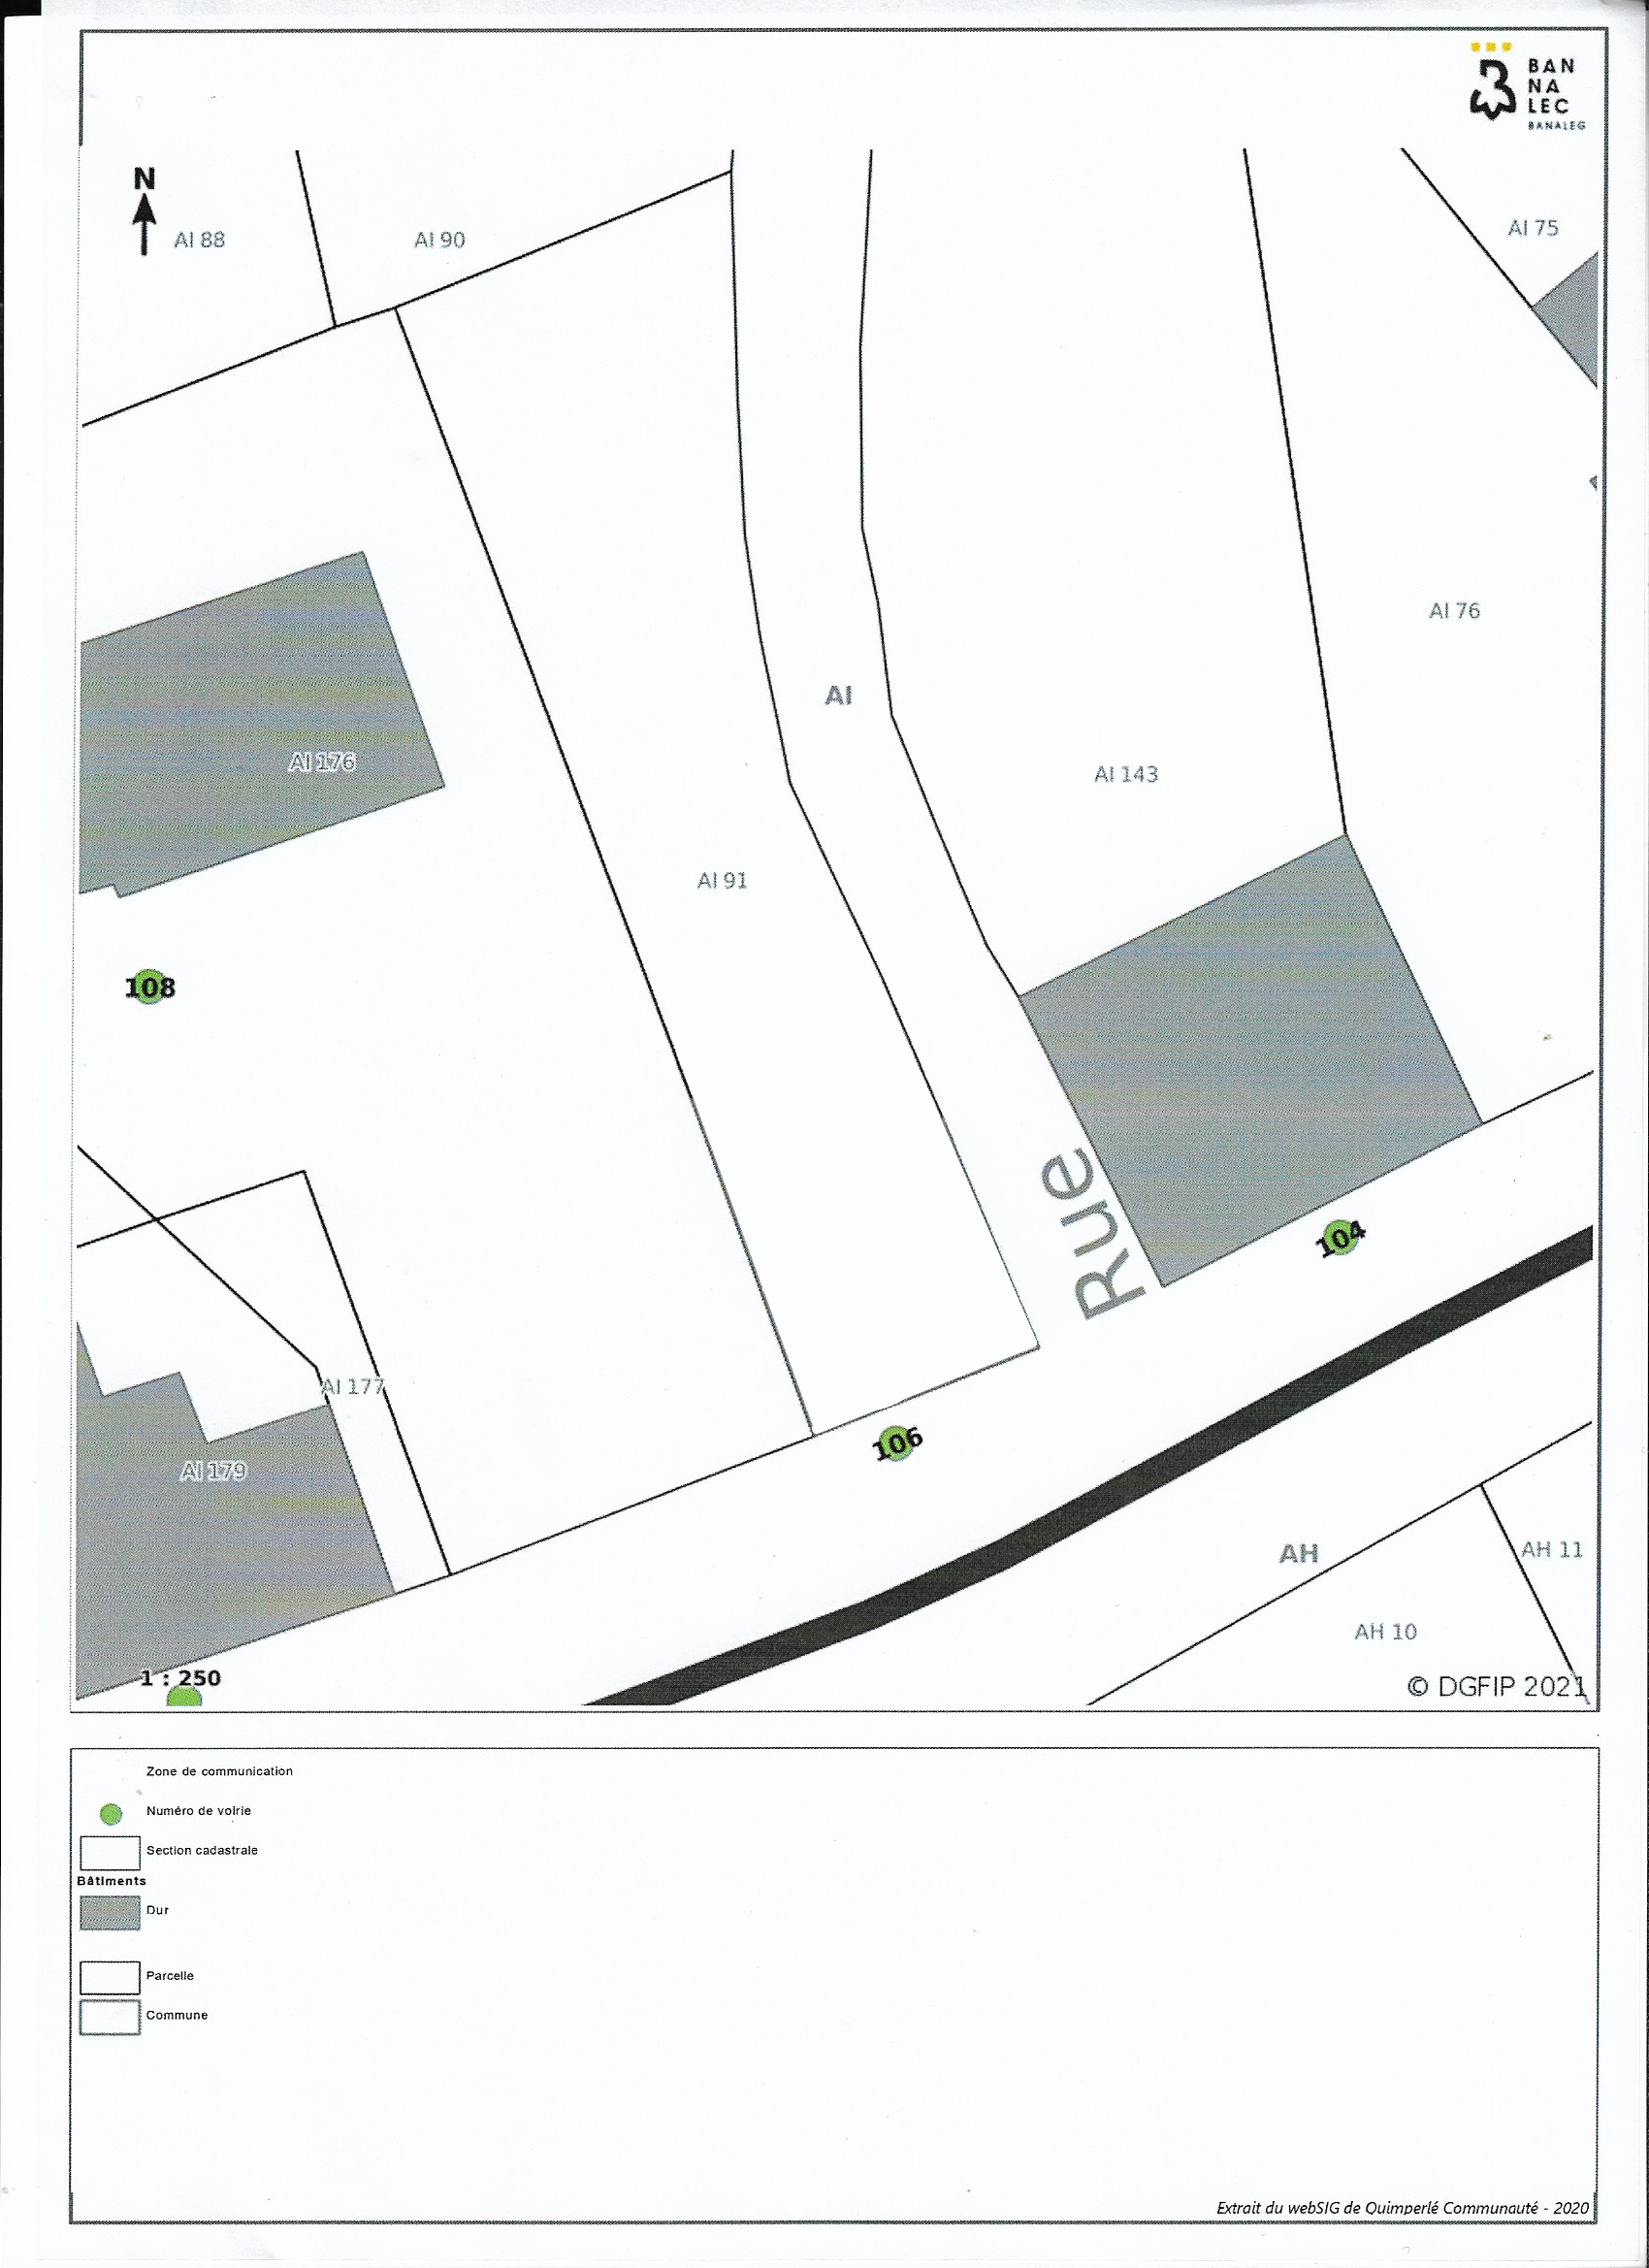 BAN
NA
LEC
BANALEG
N
AI 88
AI 90
AI 75
AI 76
AI
AI 176
AI 143
AI 91
108
Rue
104
AI 177
106
AI 179
AH
AH 11
AH 10
1 : 250
© DGFIP 2021
Zone de communication
Numéro de voirie
Section cadastrale
Bâtiments
Dur
Parcelle
Commune
Extrait du webSIG de Quimperlé Communauté - 2020